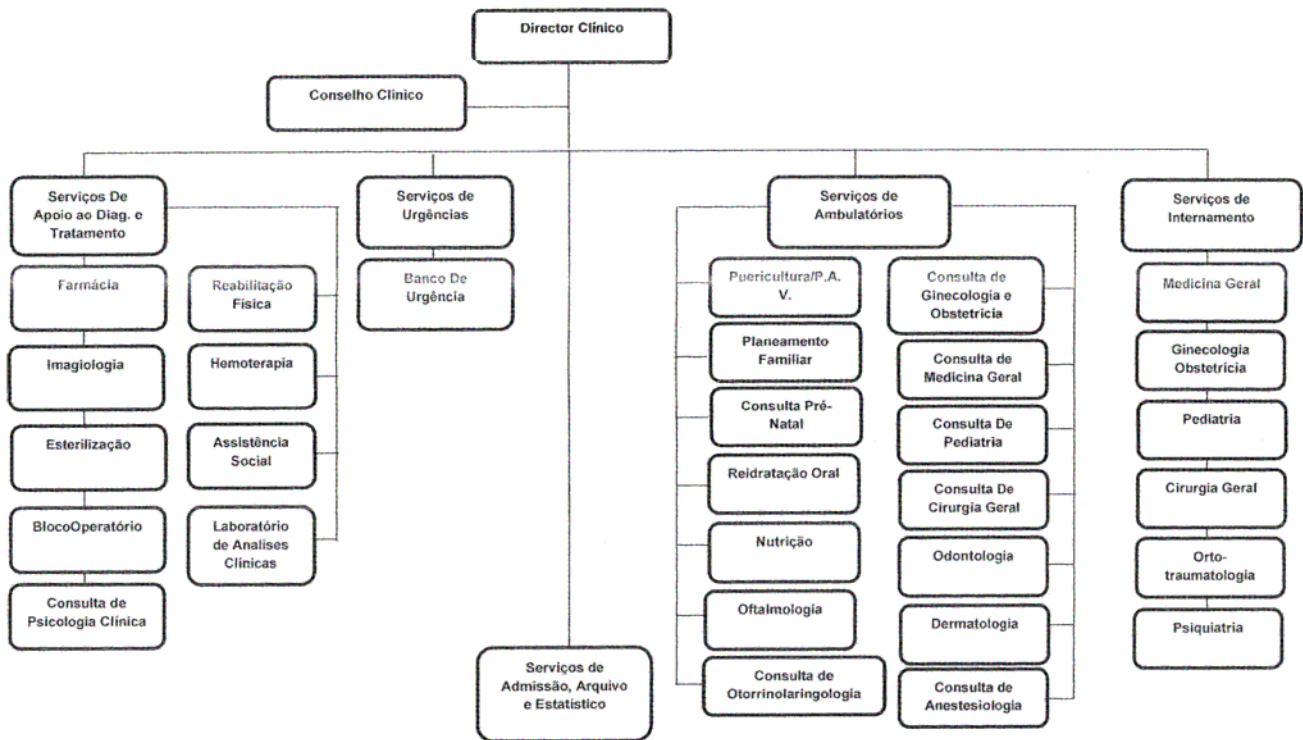 Director Clínico
Conselho Clínico
Serviços De
Apoio ao Diag. e
Tratamento
Farmácia
Imagiologia
Esterilização
BlocoOperatório
Consulta de
Psicologia Clínica
Reabilitação
Física
Hemoterapia
Assistência
Social
Laboratório
de Analises
Clínicas
Serviços de
Urgências
Banco De
Urgência
Serviços de
Admissão, Arquivo
e Estatístico
Serviços de
Ambulatórios
Puericultura/P.A.
V.
Planeamento
Familiar
Consulta Pré-
Natal
Reidratação Oral
Nutrição
Oftalmologia
Consulta de
Otorrinolaringologia
Consulta de
Ginecologia e
Obstetricia
Consulta de
Medicina Geral
Consulta De
Pediatria
Consulta De
Cirurgia Geral
Odontologia
Dermatologia
Consulta de
Anestesiologia
Serviços de
Internamento
Medicina Geral
Ginecologia
Obstetricia
Pediatria
Cirurgia Geral
Orto-
traumatologia
Psiquiatria